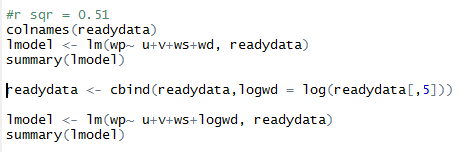 #r sqr = 0.51
colnames(readydata)
lmodel <- lm(wp~ u+v+ws+wd, readydata)
summary(lmodel)
readydata <- cbind(readydata,logwd = log(readydata[,5]))
lmodel <- lm(wp~ u+v+ws+logwd, readydata)
summary(lmodel)